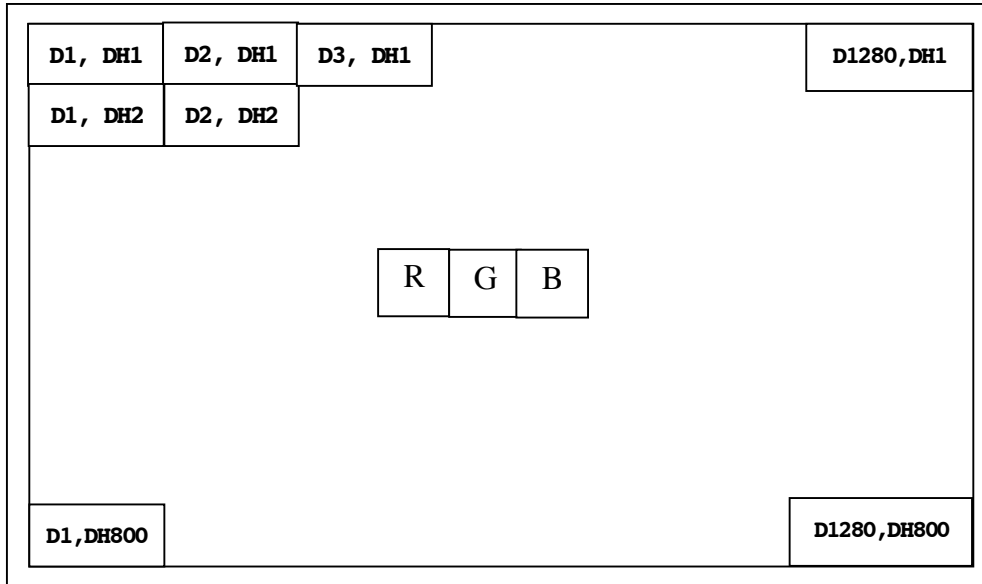 D1, DH1 D2, DH1 D3, DH1 D1280,DH1
D1, DH2 D2, DH2
R G B
D1,DH800 D1280,DH800